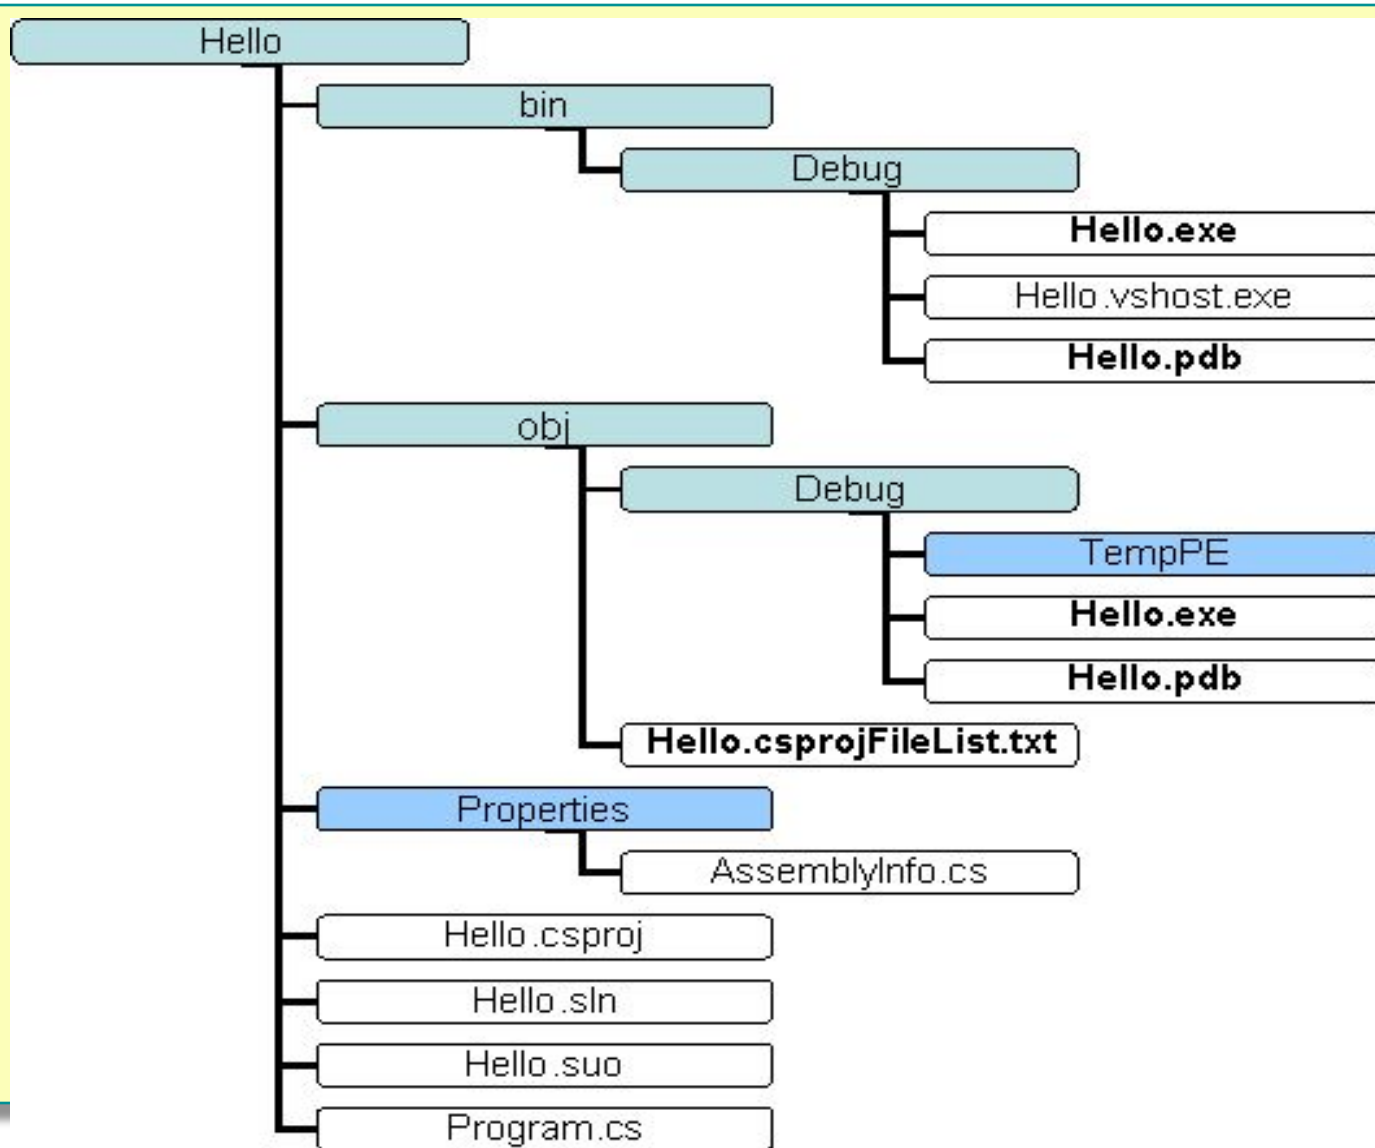 Hello
bin
Debug
Hello.exe
Hello.vshost.exe
Hello.pdb
obj
Debug
TempPE
Hello.exe
Hello.pdb
Hello.csprojFileList.txt
Properties
AssemblyInfo.cs
Hello.csproj
Hello.sln
Hello.suo
Program.cs